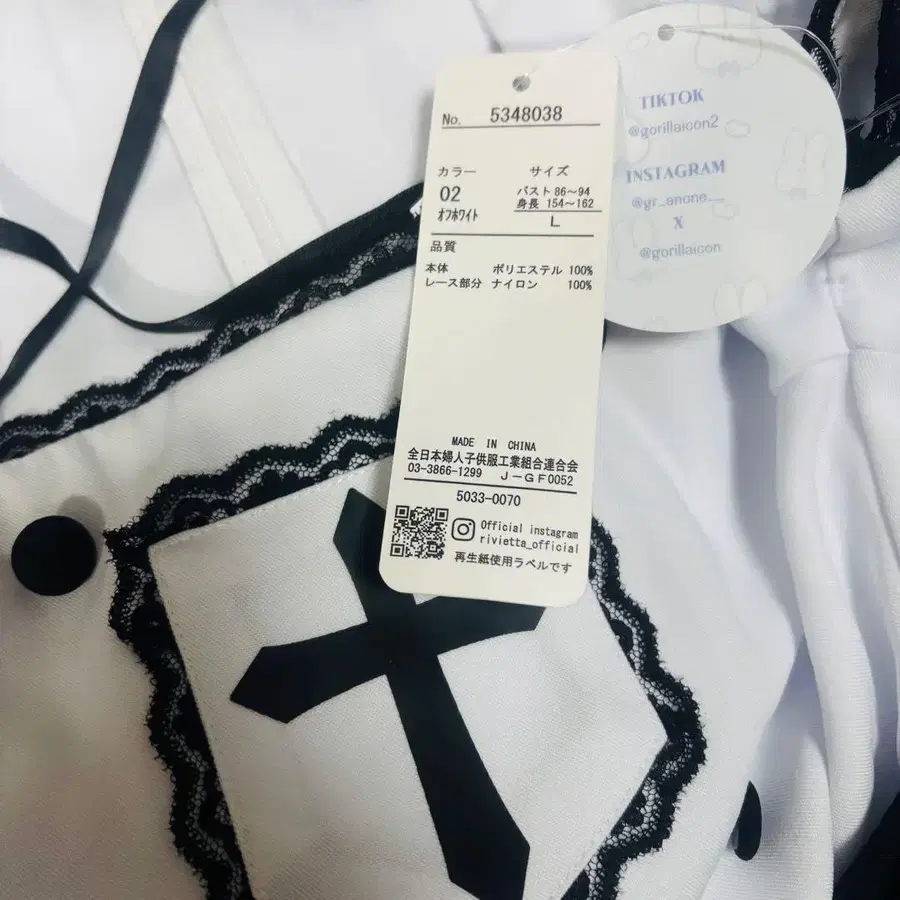 No. 5348038
カラー サイズ
02 バスト 86～94
身長 154～162
オフホワイト L
品質
本体 ポリエステル 100%
レース部分 ナイロン 100%
MADE IN CHINA
全日本婦人子供服工業組合連合会
03-3866-1299 J-GF0052
5033-0070
Official instagram
rivietta_official
再生紙使用ラベルです
TIKTOK
@gorillaicon2
INSTAGRAM
@gr_anone__
X
@gorillaicon